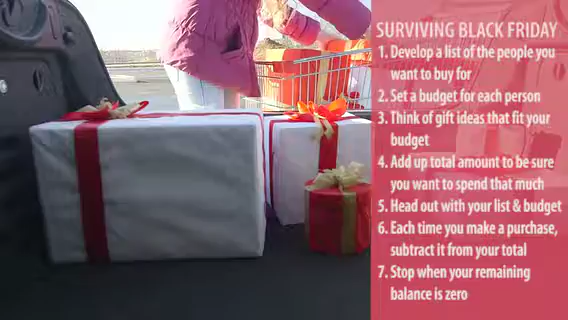 SURVIVING BLACK FRIDAY
1. Develop a list of the people you
want to buy for
2. Set a budget for each person
3. Think of gift ideas that fit your
budget
4. Add up total amount to be sure
you want to spend that much
5. Head out with your list & budget
6. Each time you make a purchase,
subtract it from your total
7. Stop when your remaining
balance is zero